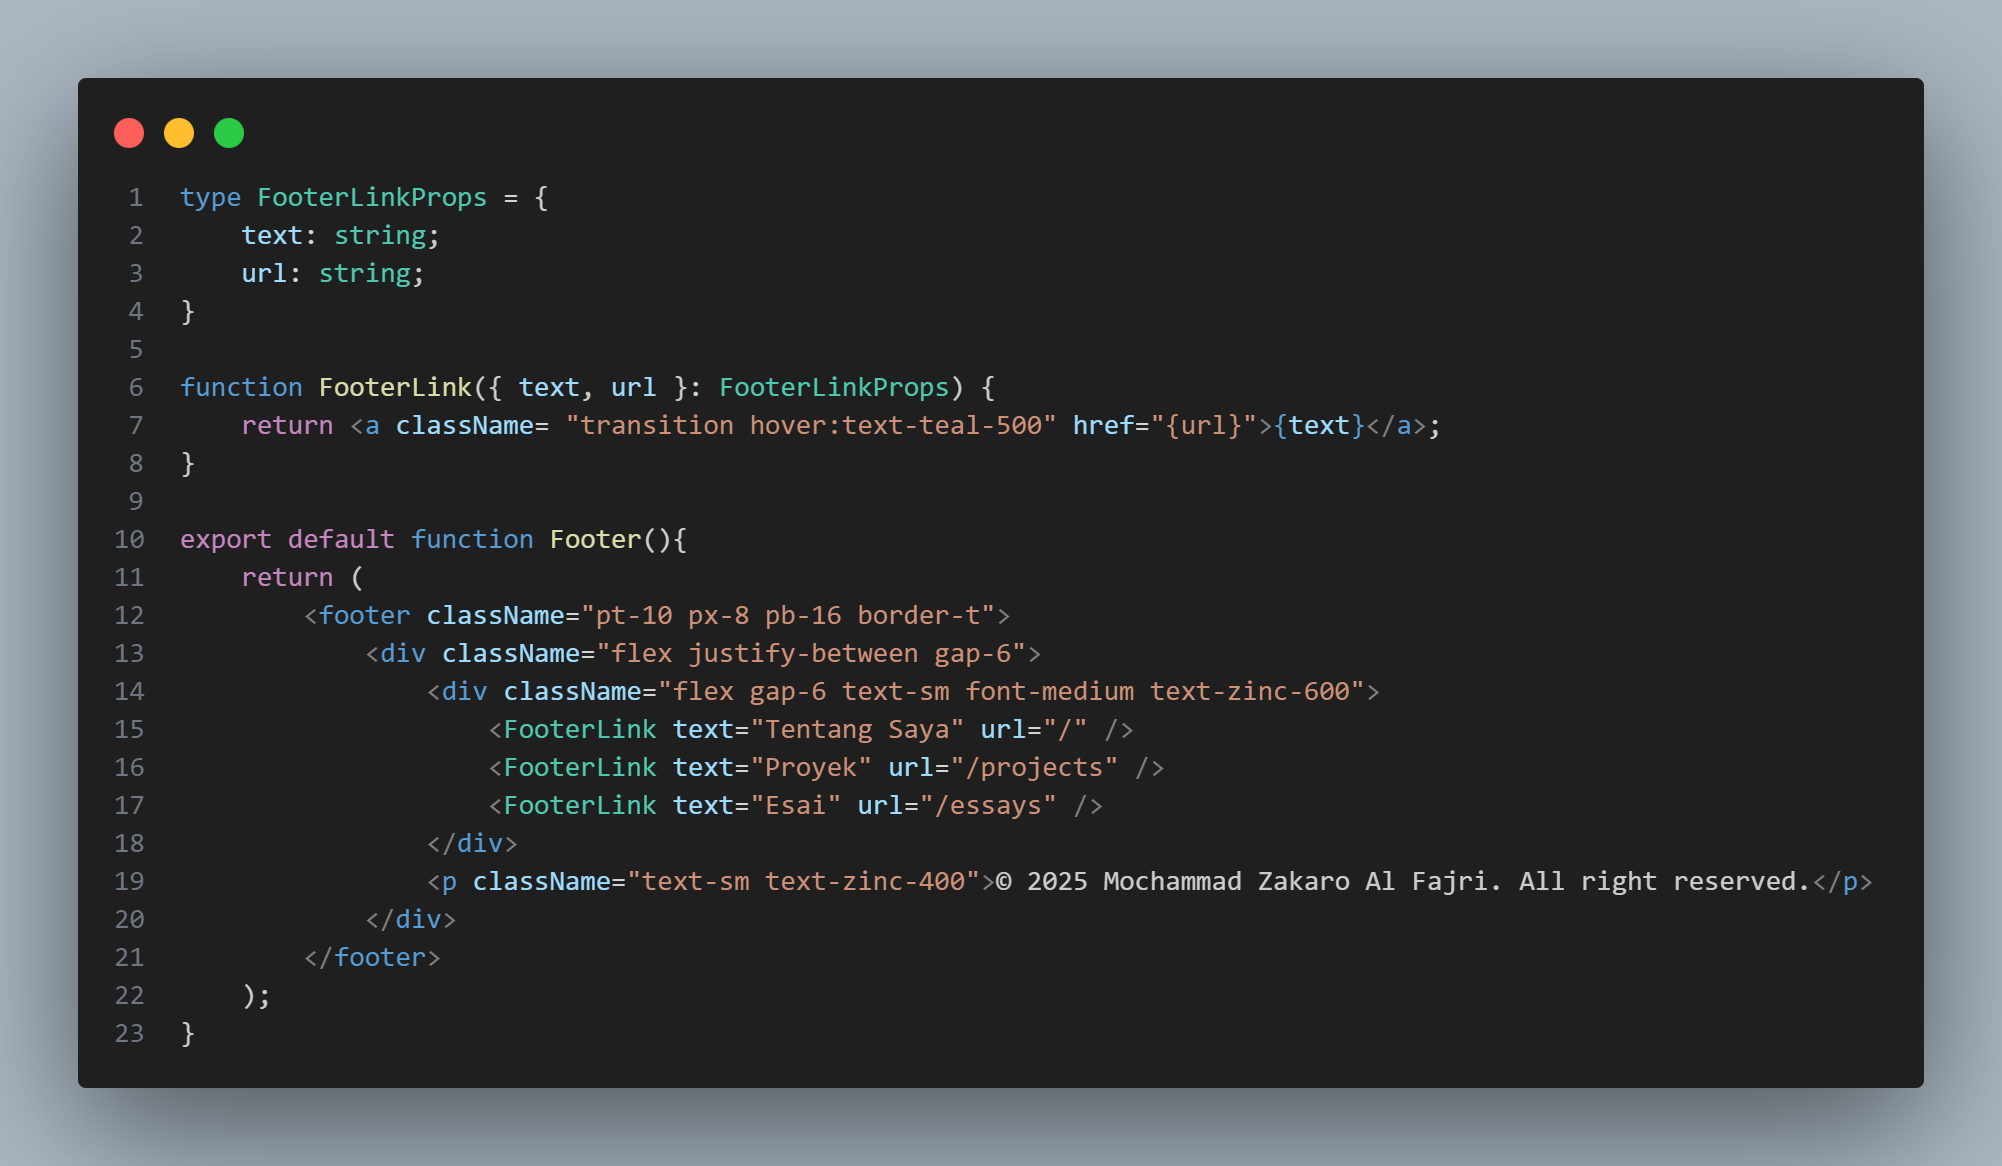 1 type FooterLinkProps = {
2     text: string;
3     url: string;
4 }
5
6 function FooterLink({ text, url }: FooterLinkProps) {
7     return <a className= "transition hover:text-teal-500" href="{url}">{text}</a>;
8 }
9
10 export default function Footer(){
11     return (
12         <footer className="pt-10 px-8 pb-16 border-t">
13             <div className="flex justify-between gap-6">
14                 <div className="flex gap-6 text-sm font-medium text-zinc-600">
15                     <FooterLink text="Tentang Saya" url="/" />
16                     <FooterLink text="Proyek" url="/projects" />
17                     <FooterLink text="Esai" url="/essays" />
18                 </div>
19                 <p className="text-sm text-zinc-400">© 2025 Mochammad Zakaro Al Fajri. All right reserved.</p>
20             </div>
21         </footer>
22     );
23 }